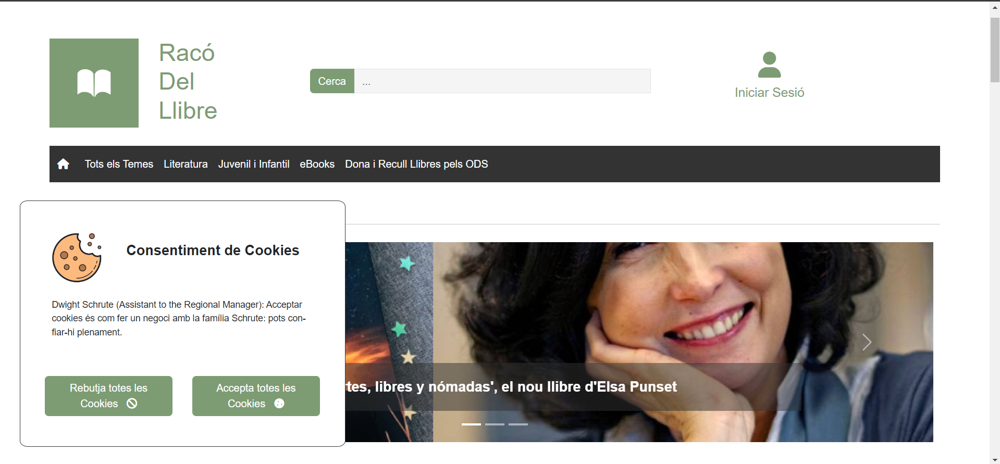 Racó
Del
Llibre
Cerca
...
Iniciar Sesió
Tots els Temes Literatura Juvenil i Infantil eBooks Dona i Recull Llibres pels ODS
Consentiment de Cookies
Dwight Schrute (Assistant to the Regional Manager): Acceptar
cookies és com fer un negoci amb la família Schrute: pots con-
fiar-hi plenament.
Rebutja totes les
Cookies
Accepta totes les
Cookies
tes, libres y nómadas', el nou llibre d'Elsa Punset